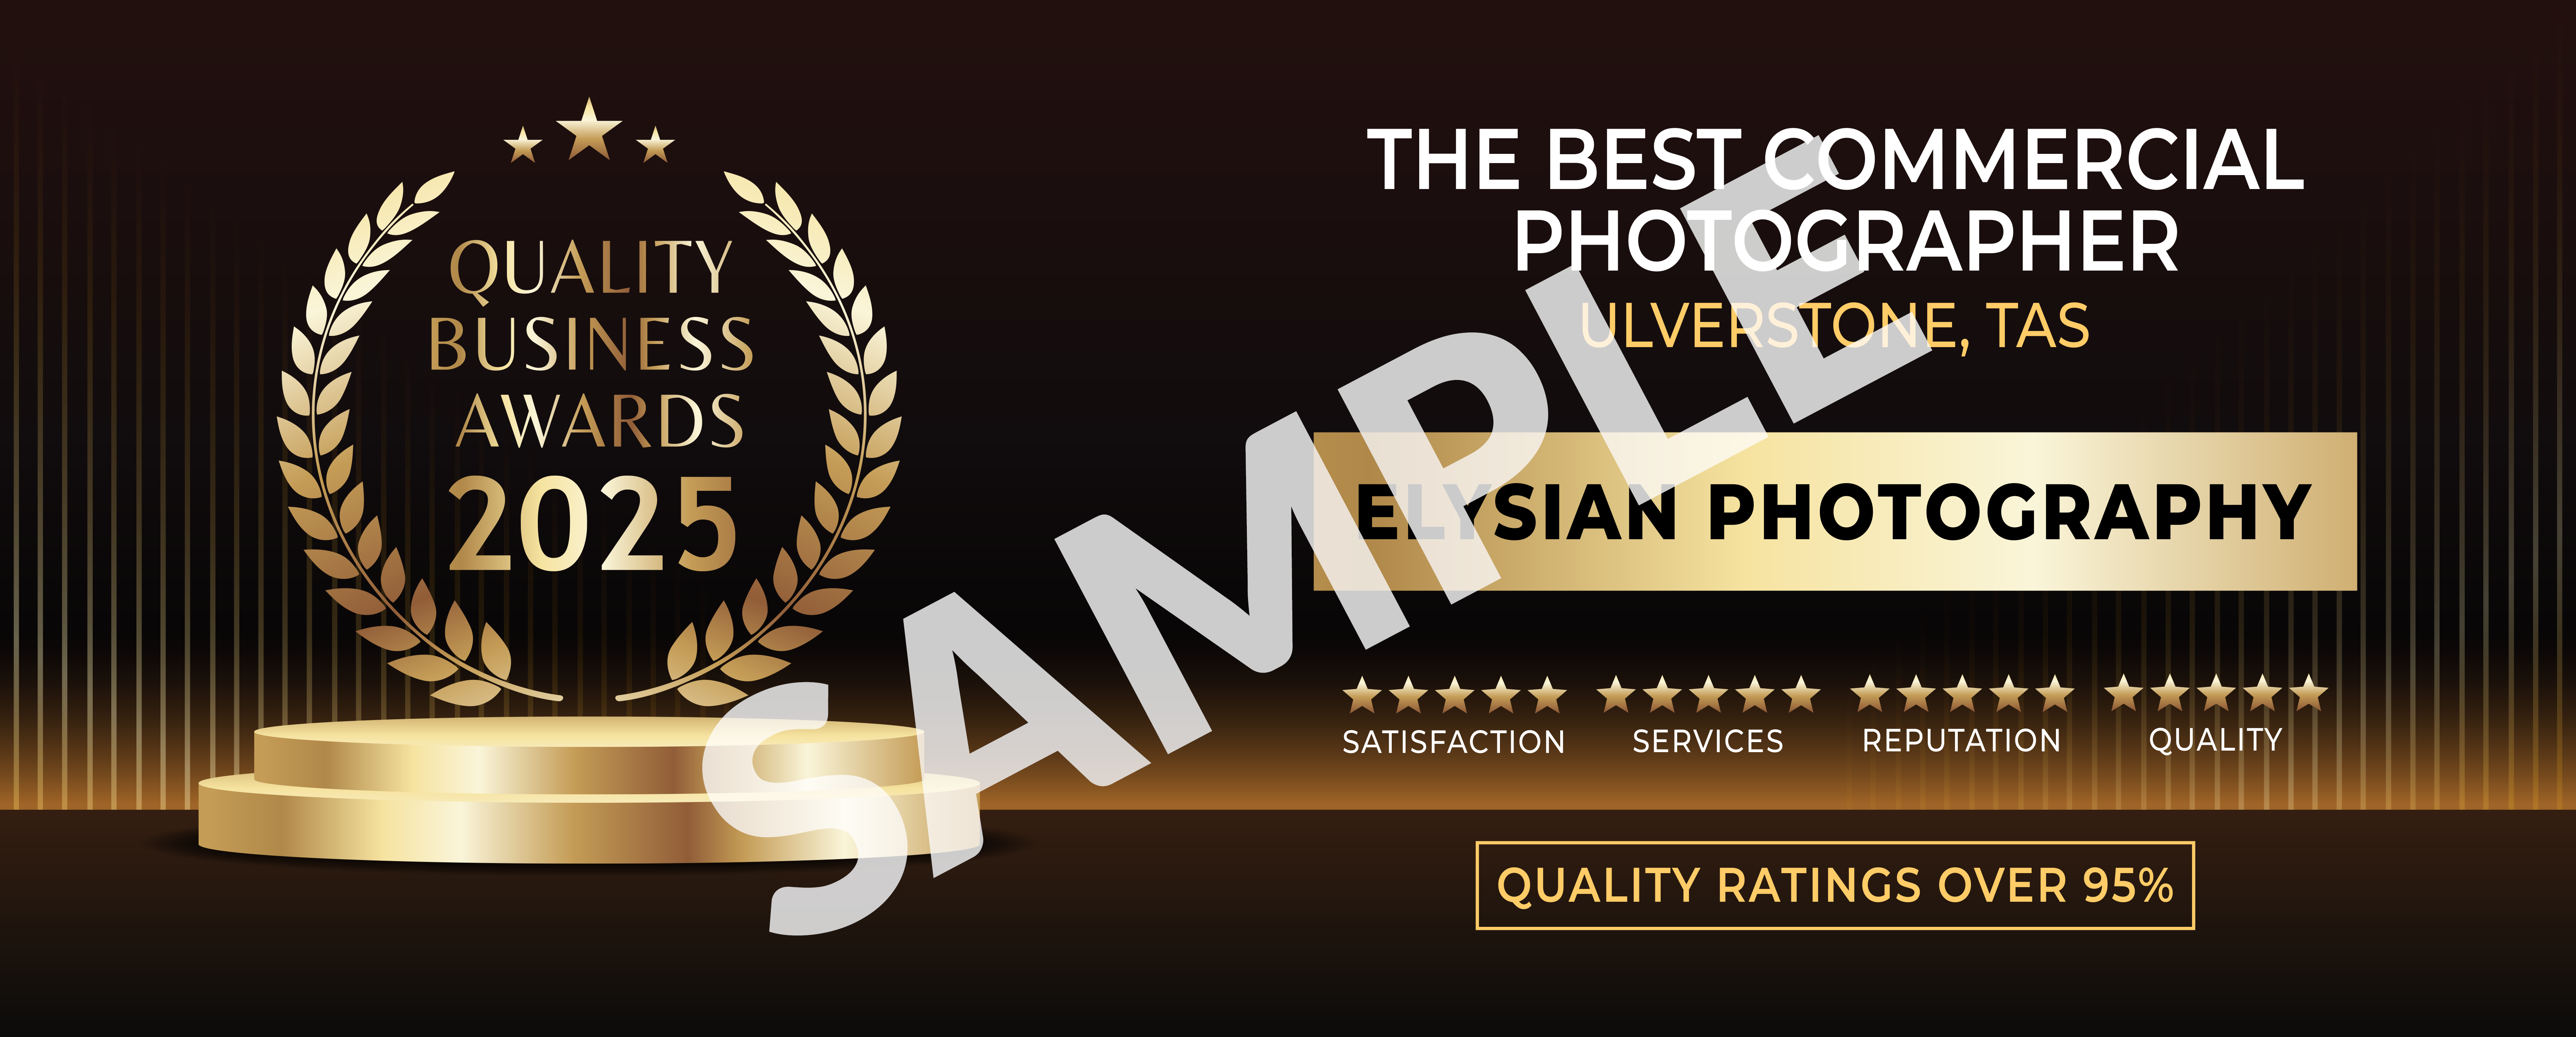 QUALITY
BUSINESS
AWARDS
2025
THE BEST COMMERCIAL
PHOTOGRAPHER
ULVERSTONE, TAS
ELYSIAN PHOTOGRAPHY
SATISFACTION SERVICES REPUTATION QUALITY
QUALITY RATINGS OVER 95%
SAMPLE